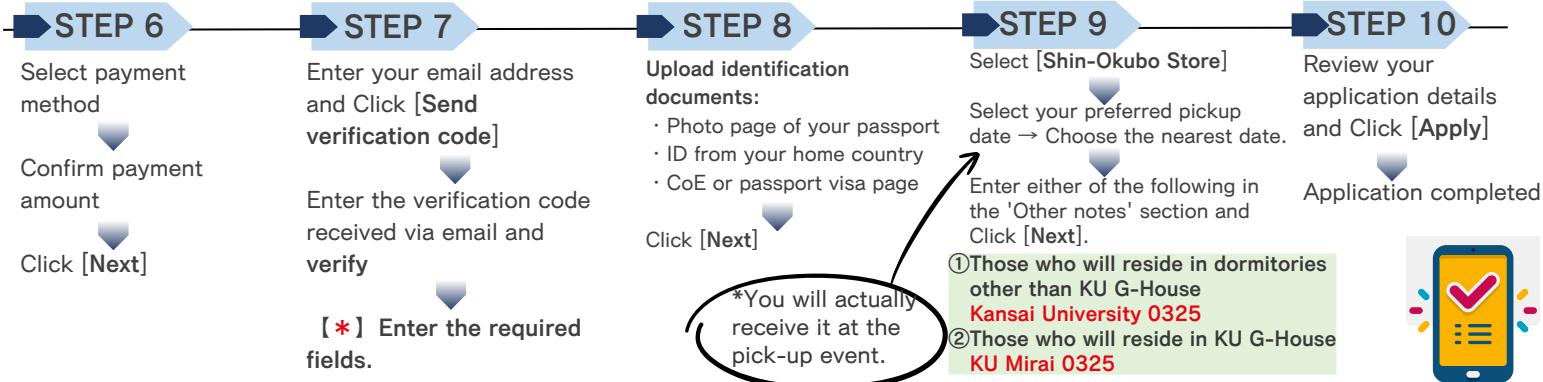 STEP 6
Select payment
method
Confirm payment
amount
Click [Next]
STEP 7
Enter your email address
and Click [Send
verification code]
Enter the verification code
received via email and
verify
【*】Enter the required
fields.
STEP 8
Upload identification
documents:
・Photo page of your passport
・ID from your home country
・CoE or passport visa page
Click [Next]
*You will actually
receive it at the
pick-up event.
STEP 9
Select [Shin-Okubo Store]
Select your preferred pickup
date → Choose the nearest date.
Enter either of the following in
the 'Other notes' section and
Click [Next].
①Those who will reside in dormitories
other than KU G-House
Kansai University 0325
②Those who will reside in KU G-House
KU Mirai 0325
STEP 10
Review your
application details
and Click [Apply]
Application completed